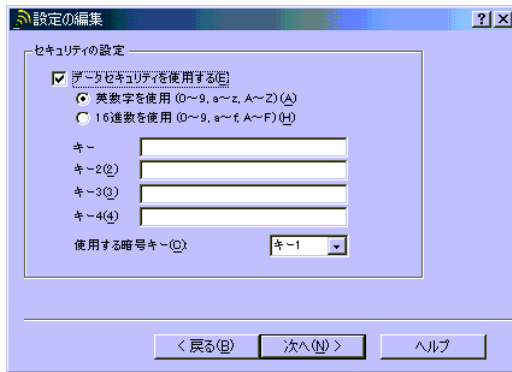 設定の編集
セキュリティの設定
データセキュリティを使用する(E)
英数字を使用 (0～9, a～z, A～Z)(A)
16進数を使用 (0～9, a～f, A～F)(H)
キー
キー2(2)
キー3(3)
キー4(4)
使用する暗号キー(C): キー1
< 戻る(B) 次へ(N) > ヘルプ